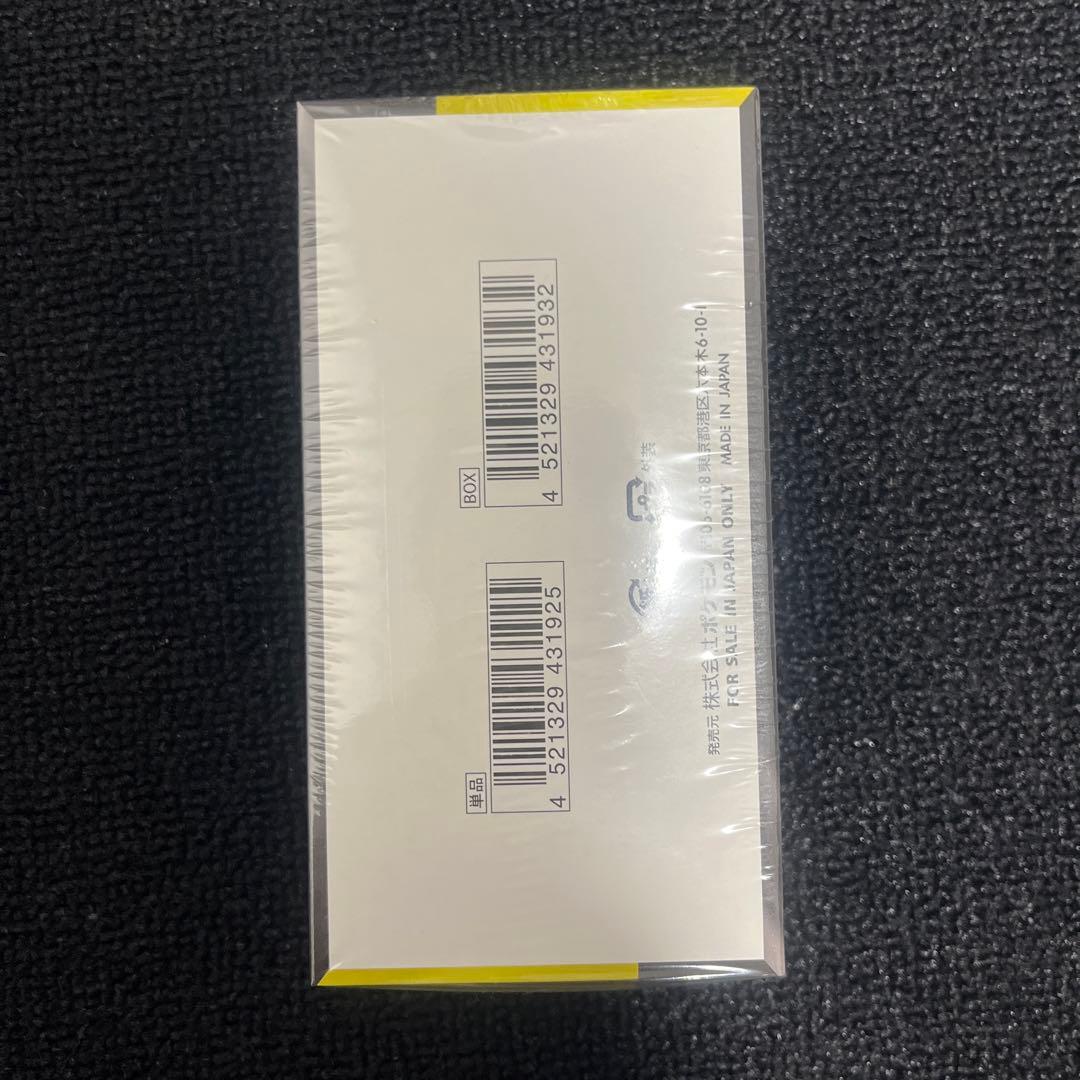 単品
4 521329 431925
BOX
4 521329 431932
外装
発売元 株式会社ポケモン 〒106-6108 東京都港区六本木6-10-1
FOR SALE IN JAPAN ONLY MADE IN JAPAN